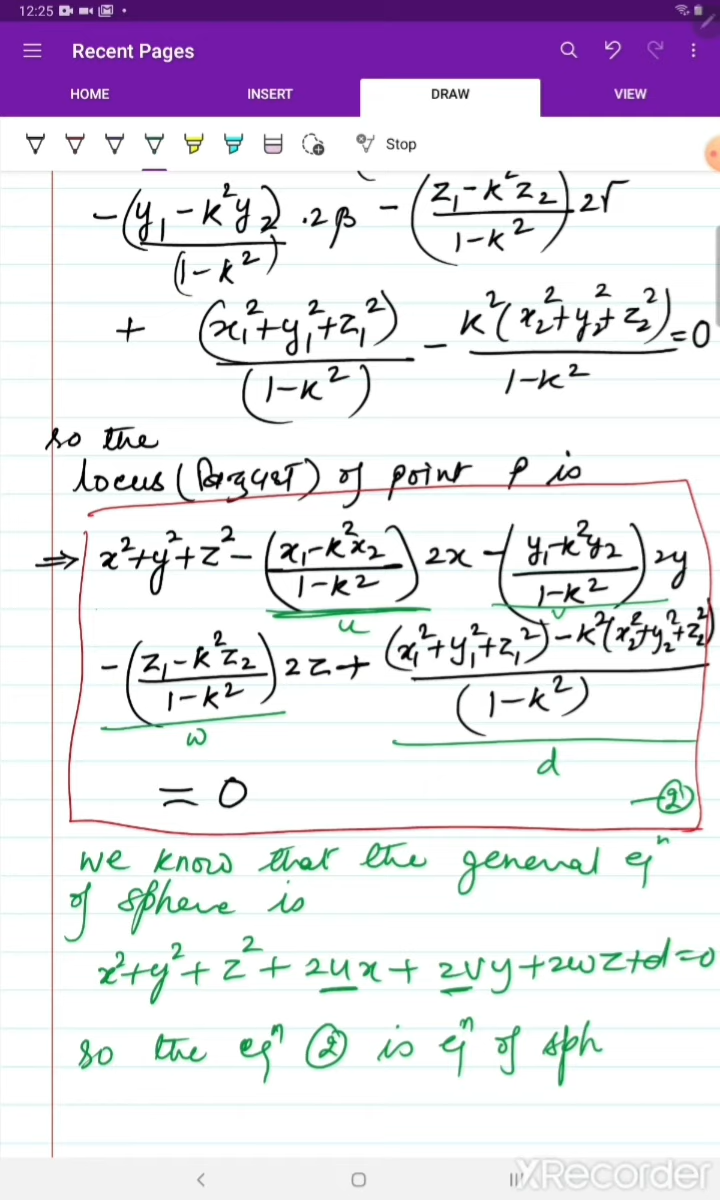 12:25
Recent Pages
HOME INSERT DRAW VIEW
Stop
-(y₁-k²y₂)/(1-k²) ·2β - (z₁-k²z₂/1-k²) 2r
+ (x₁²+y₁²+z₁²)/(1-k²) - k²(x₂²+y₂²+z₂²)/1-k² =0
so the
locus (बिन्दुपथ) of point P is
⇒ x²+y²+z² - (x₁-k²x₂/1-k²) 2x - (y₁-k²y₂/1-k²) 2y
u v
-(z₁-k²z₂/1-k²) 2z + (x₁²+y₁²+z₁²)-k²(x₂²+y₂²+z₂²)/(1-k²)
w d
= 0 -②
we know that the general eqⁿ
of sphere is
x²+y²+z²+2ux+2vy+2wz+d=0
so the eqⁿ ② is eqⁿ of sph
XRecorder